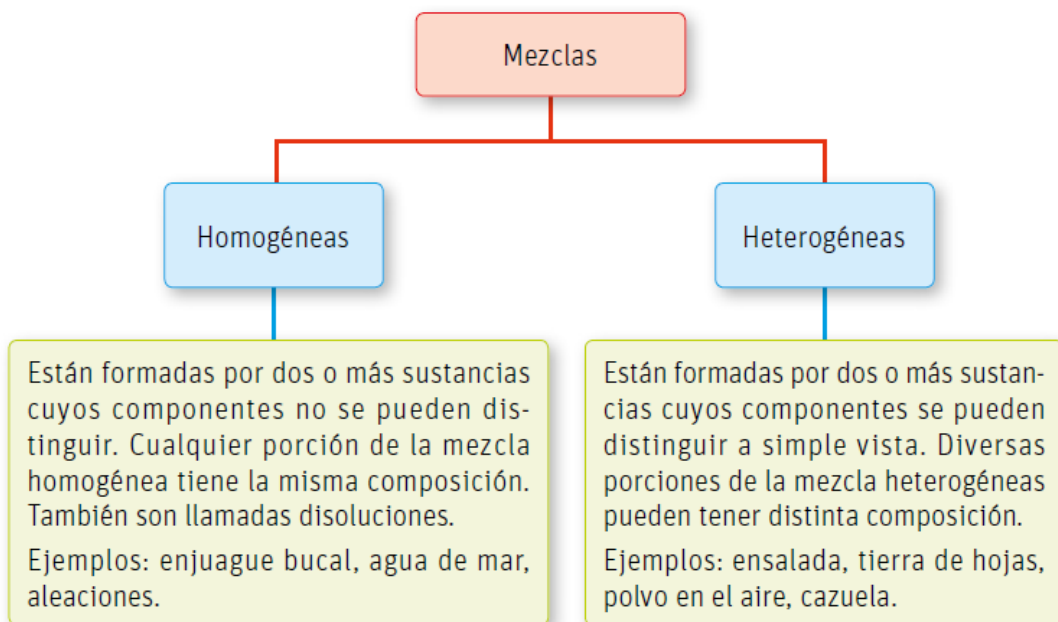 Mezclas
Homogéneas
Heterogéneas
Están formadas por dos o más sustancias
cuyos componentes no se pueden dis-
tinguir. Cualquier porción de la mezcla
homogénea tiene la misma composición.
También son llamadas disoluciones.
Ejemplos: enjuague bucal, agua de mar,
aleaciones.
Están formadas por dos o más sustan-
cias cuyos componentes se pueden
distinguir a simple vista. Diversas
porciones de la mezcla heterogéneas
pueden tener distinta composición.
Ejemplos: ensalada, tierra de hojas,
polvo en el aire, cazuela.